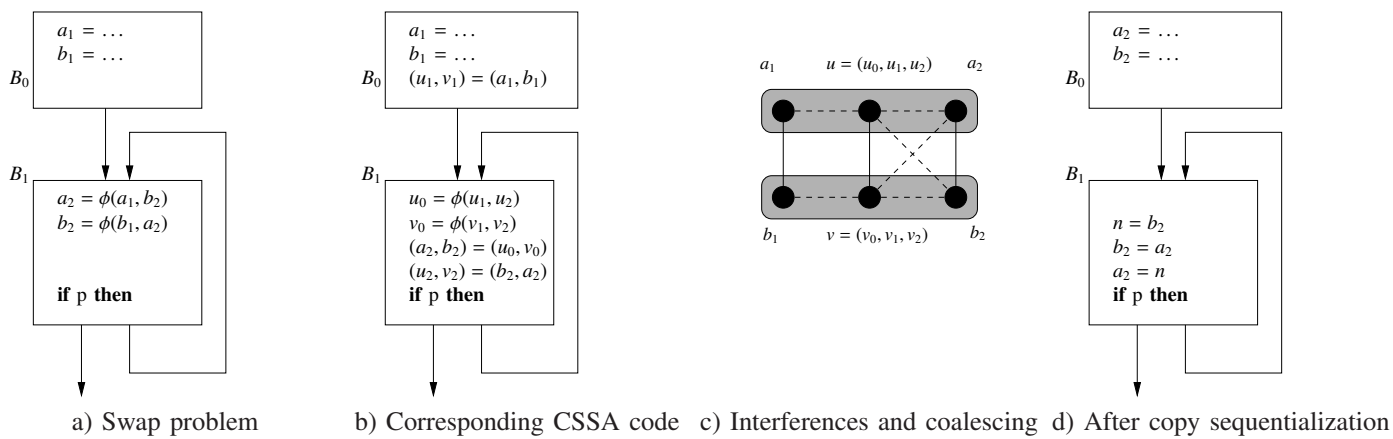 a₁ = …
b₁ = …
B₀
B₁
a₂ = ϕ(a₁, b₂)
b₂ = ϕ(b₁, a₂)
if p then
a) Swap problem
a₁ = …
b₁ = …
(u₁, v₁) = (a₁, b₁)
B₀
B₁
u₀ = ϕ(u₁, u₂)
v₀ = ϕ(v₁, v₂)
(a₂, b₂) = (u₀, v₀)
(u₂, v₂) = (b₂, a₂)
if p then
b) Corresponding CSSA code
a₁ u = (u₀, u₁, u₂) a₂
b₁ v = (v₀, v₁, v₂) b₂
c) Interferences and coalescing
a₂ = …
b₂ = …
B₀
B₁
n = b₂
b₂ = a₂
a₂ = n
if p then
d) After copy sequentialization